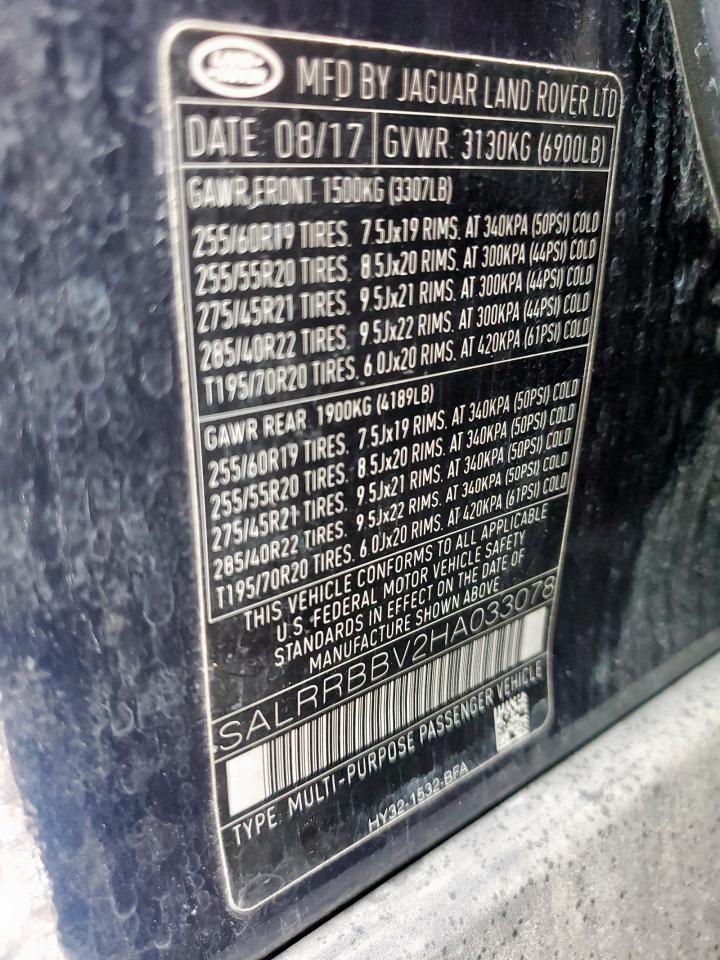 LAND ROVER
MFD BY JAGUAR LAND ROVER LTD
DATE 08/17 GVWR. 3130KG (6900LB)
GAWR.FRONT 1500KG (3307LB)
255/60R19 TIRES. 7.5Jx19 RIMS. AT 340KPA (50PSI) COLD
255/55R20 TIRES. 8.5Jx20 RIMS. AT 300KPA (44PSI) COLD
275/45R21 TIRES. 9.5Jx21 RIMS. AT 300KPA (44PSI) COLD
285/40R22 TIRES. 9.5Jx22 RIMS. AT 300KPA (44PSI) COLD
T195/70R20 TIRES. 6.0Jx20 RIMS. AT 420KPA (61PSI) COLD
GAWR REAR 1900KG (4189LB)
255/60R19 TIRES. 7.5Jx19 RIMS. AT 340KPA (50PSI) COLD
255/55R20 TIRES. 8.5Jx20 RIMS. AT 340KPA (50PSI) COLD
275/45R21 TIRES. 9.5Jx21 RIMS. AT 340KPA (50PSI) COLD
285/40R22 TIRES. 9.5Jx22 RIMS. AT 340KPA (50PSI) COLD
T195/70R20 TIRES. 6.0Jx20 RIMS. AT 420KPA (61PSI) COLD
THIS VEHICLE CONFORMS TO ALL APPLICABLE
U.S. FEDERAL MOTOR VEHICLE SAFETY
STANDARDS IN EFFECT ON THE DATE OF
MANUFACTURE SHOWN ABOVE
SALRRBBV2HA033078
TYPE: MULTI-PURPOSE PASSENGER VEHICLE
HY32-1532-BFA